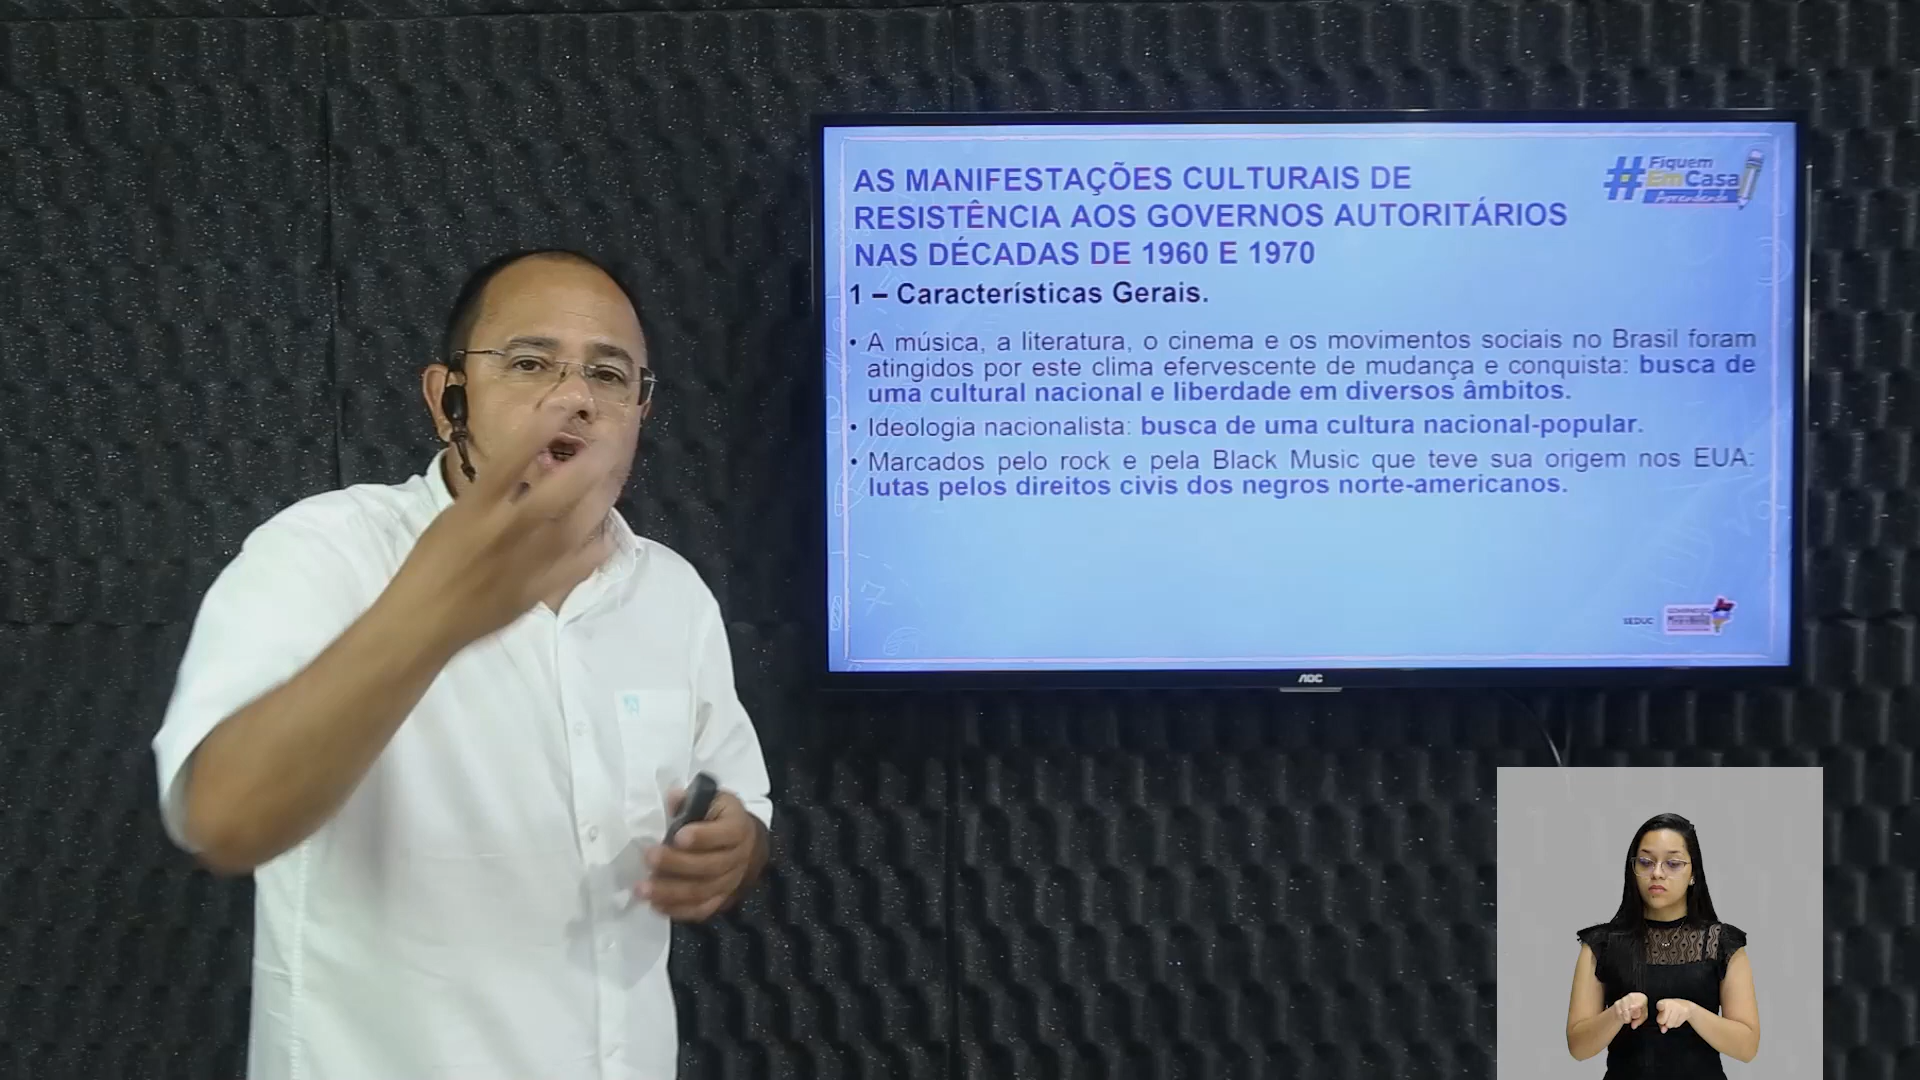 AS MANIFESTAÇÕES CULTURAIS DE
RESISTÊNCIA AOS GOVERNOS AUTORITÁRIOS
NAS DÉCADAS DE 1960 E 1970
#Fiquem
EmCasa
Aprendendo
1 – Características Gerais.
• A música, a literatura, o cinema e os movimentos sociais no Brasil foram
atingidos por este clima efervescente de mudança e conquista: busca de
uma cultural nacional e liberdade em diversos âmbitos.
• Ideologia nacionalista: busca de uma cultura nacional-popular.
• Marcados pelo rock e pela Black Music que teve sua origem nos EUA:
lutas pelos direitos civis dos negros norte-americanos.
SEDUC
AOC